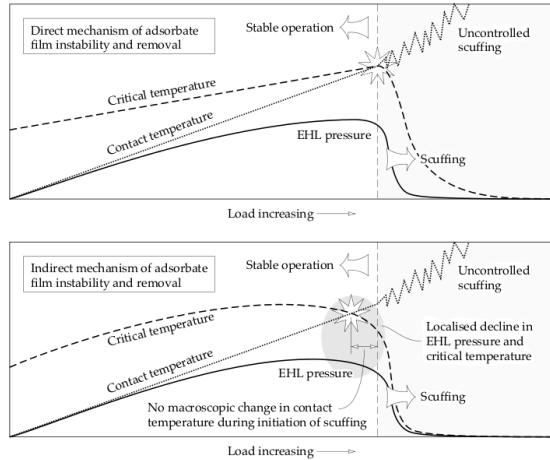 Direct mechanism of adsorbate
film instability and removal
Stable operation
Uncontrolled
scuffing
Critical temperature
Contact temperature
EHL pressure
Scuffing
Load increasing
Indirect mechanism of adsorbate
film instability and removal
Stable operation
Uncontrolled
scuffing
Critical temperature
Localised decline in
EHL pressure and
critical temperature
Contact temperature
EHL pressure
Scuffing
No macroscopic change in contact
temperature during initiation of scuffing
Load increasing